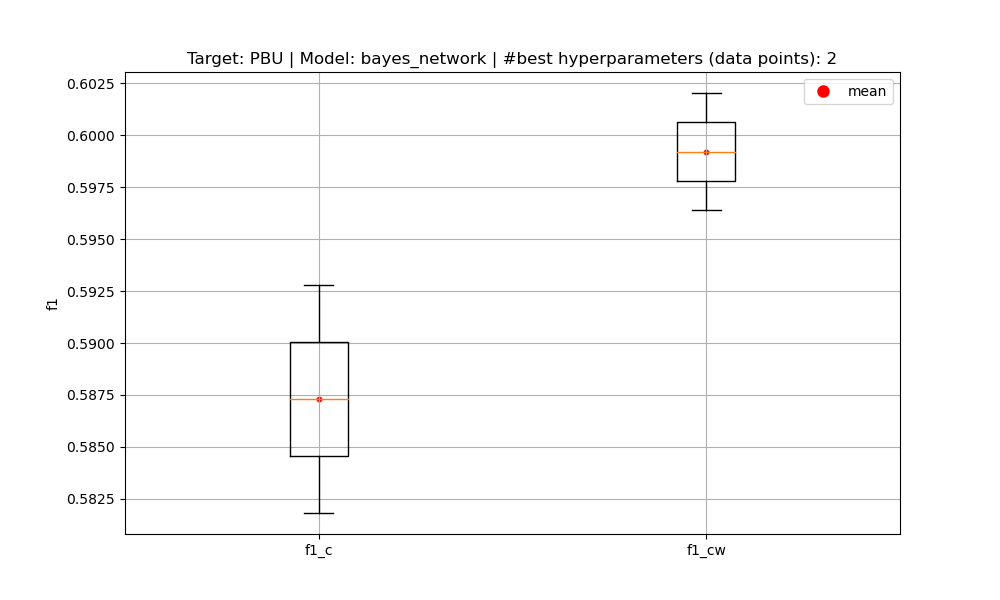 Target: PBU | Model: bayes_network | #best hyperparameters (data points): 2
mean
0.6025
0.6000
0.5975
0.5950
0.5925
0.5900
0.5875
0.5850
0.5825
f1
f1_c
f1_cw